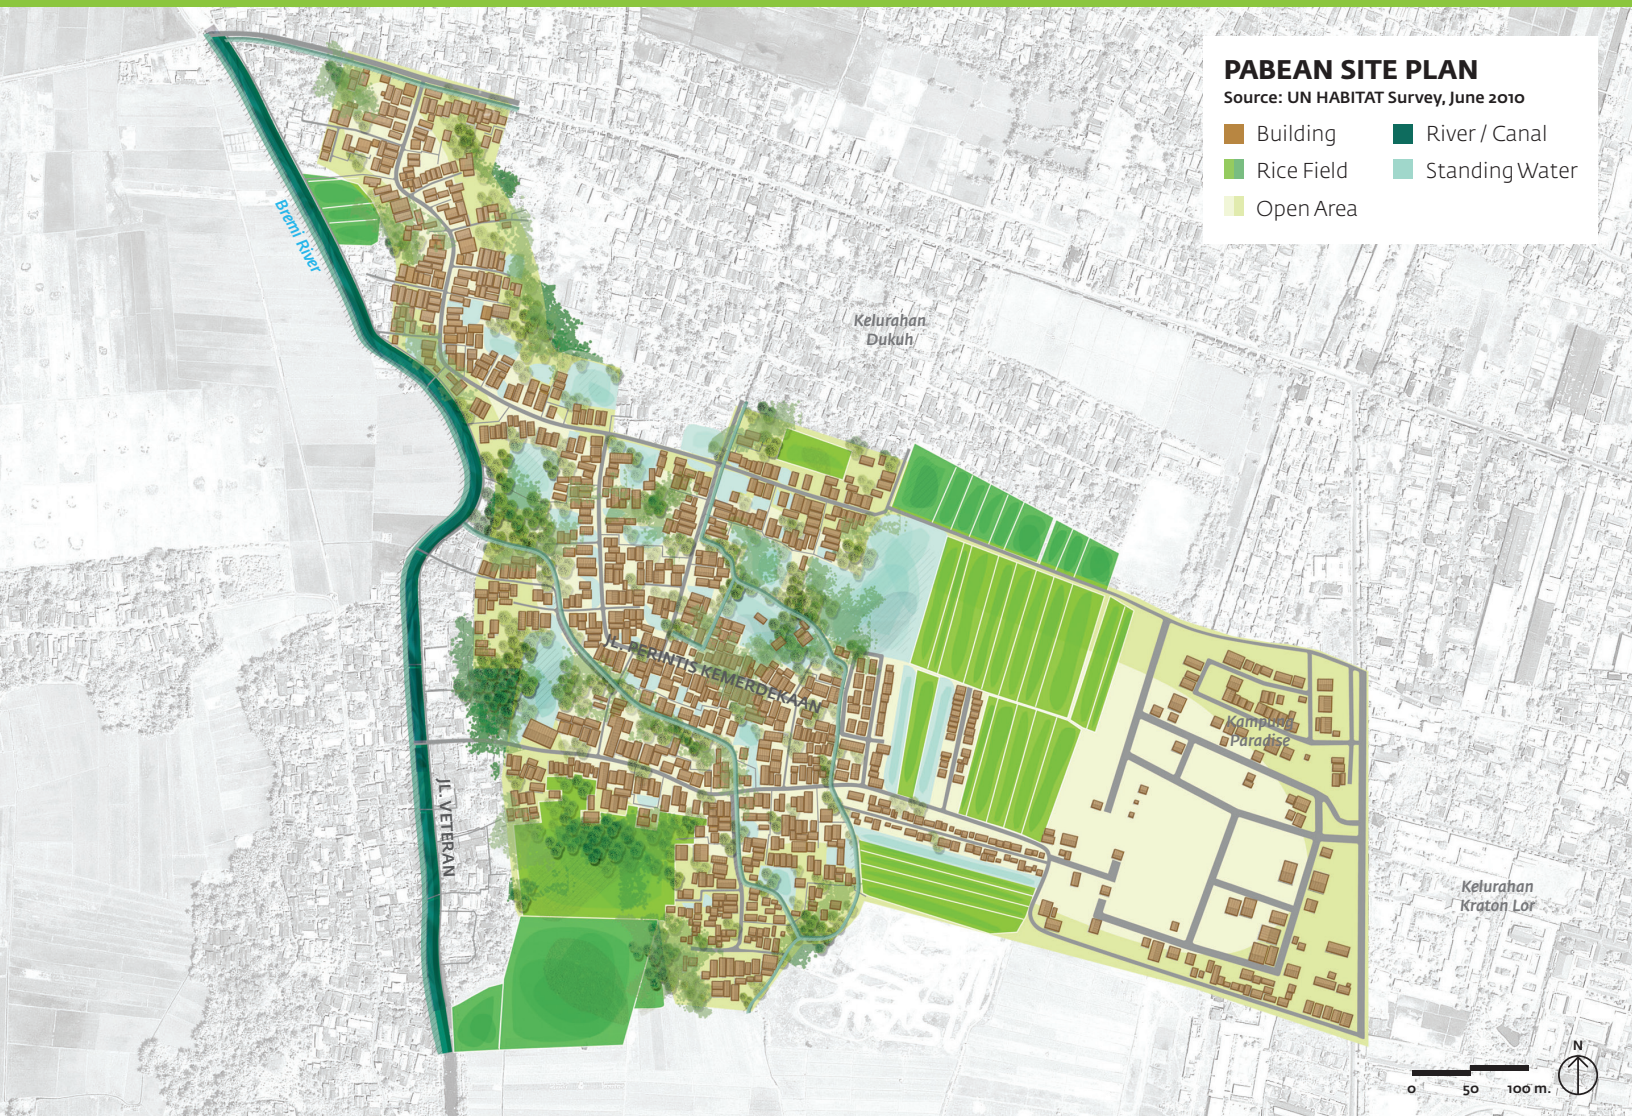 PABEAN SITE PLAN
Source: UN HABITAT Survey, June 2010
Building
River / Canal
Rice Field
Standing Water
Open Area
Bremi River
Kelurahan
Dukuh
JL. PERINTIS KEMERDEKAAN
Kampung
Paradise
JL. VETERAN
Kelurahan
Kraton Lor
N
0 50 100 m.